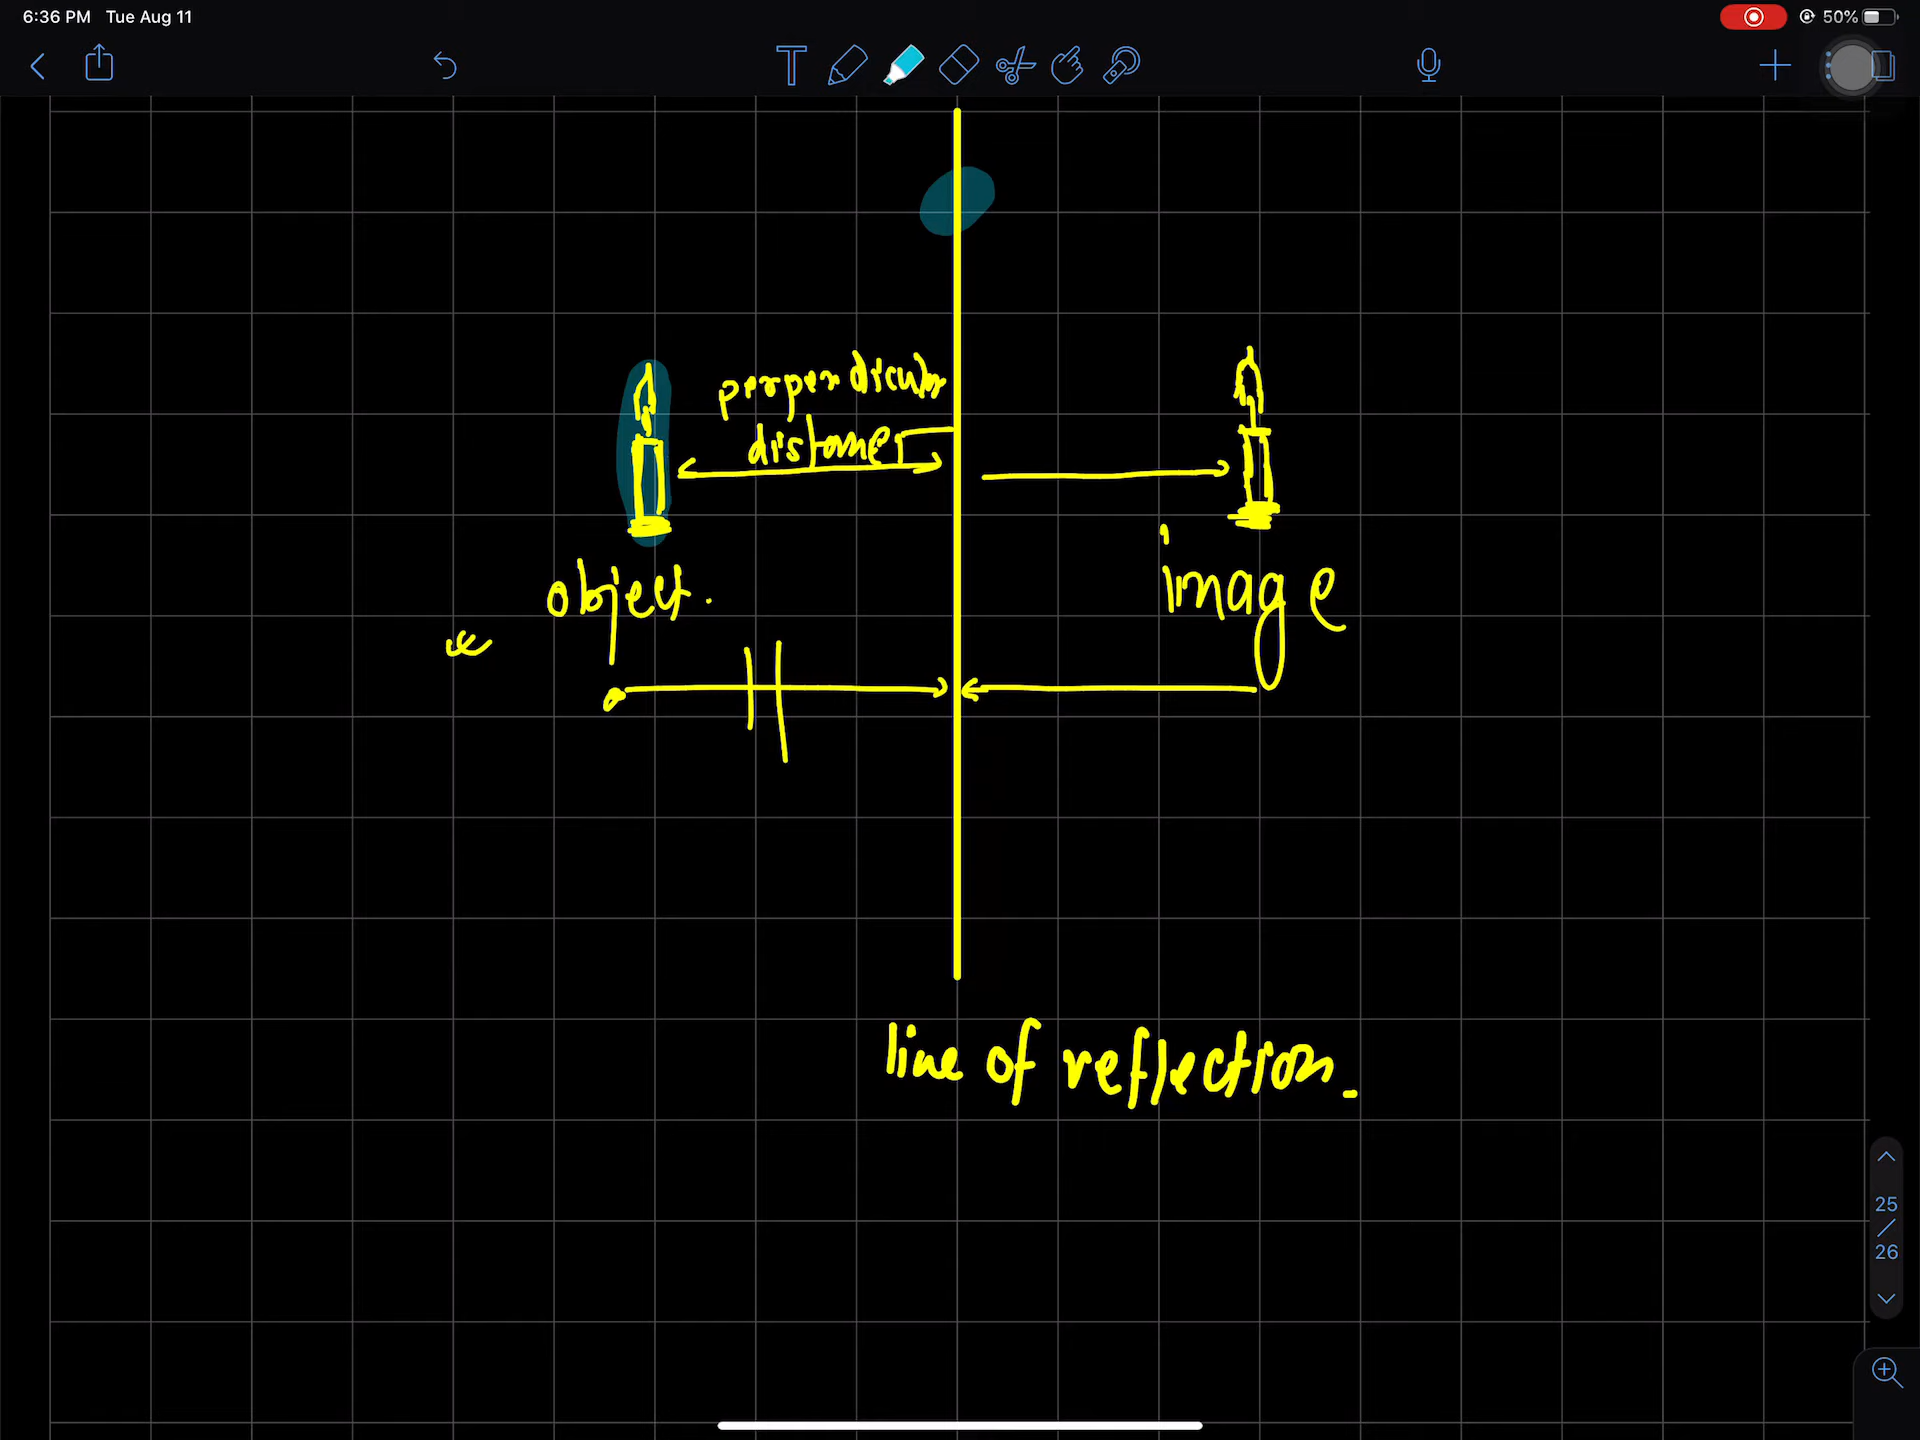 6:36 PM Tue Aug 11
50%
perpendicular
distance
object.
image
line of reflection.
25
/
26